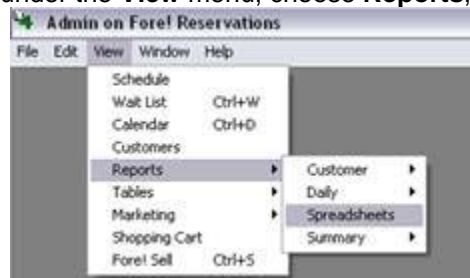 under the View menu, choose Reports,
Admin on Fore! Reservations
File Edit View Window Help
Schedule
Wait List Ctrl+W
Calendar Ctrl+D
Customers
Reports Customer
Tables Daily
Marketing Spreadsheets
Shopping Cart Summary
Fore! Sell Ctrl+S